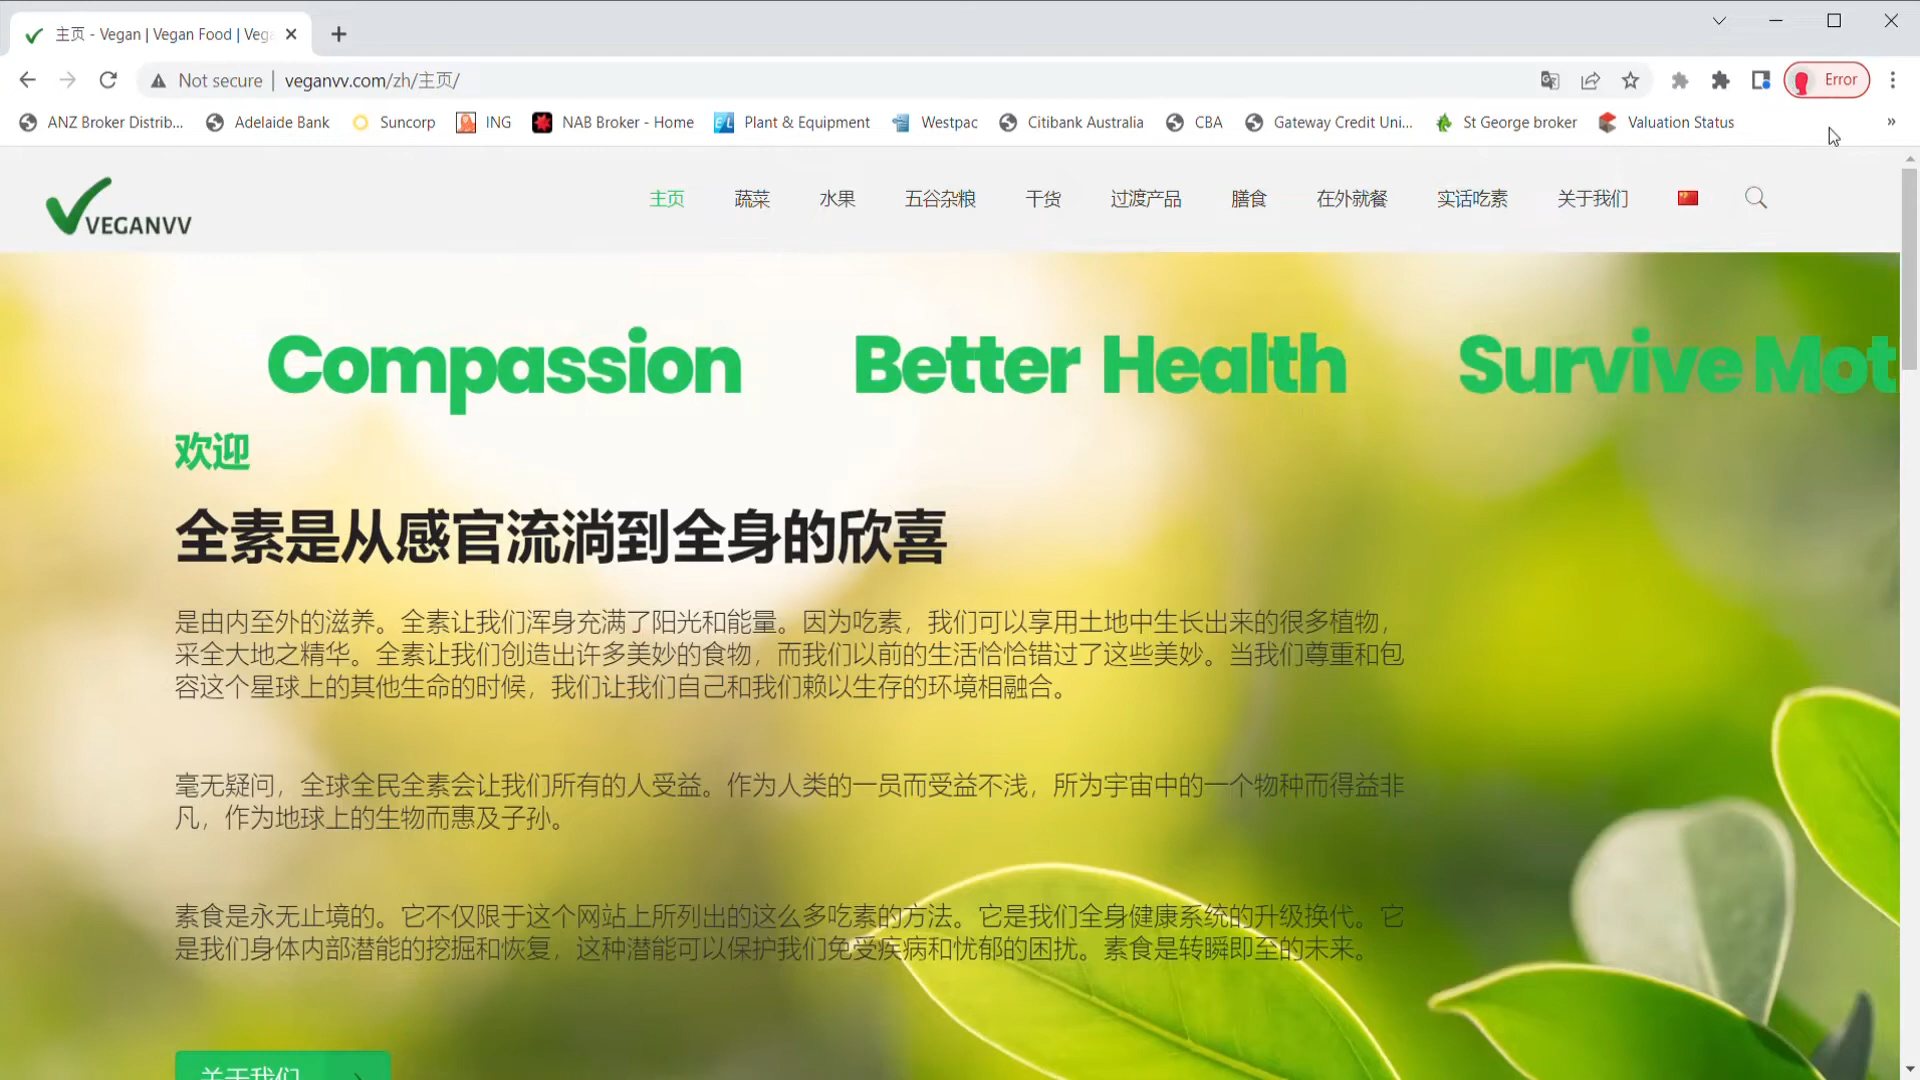 主页 - Vegan | Vegan Food | Veg
Not secure | veganvv.com/zh/主页/
Error
ANZ Broker Distrib...
Adelaide Bank
Suncorp
ING
NAB Broker - Home
Plant & Equipment
Westpac
Citibank Australia
CBA
Gateway Credit Uni...
St George broker
Valuation Status
»
VEGANVV
主页
蔬菜
水果
五谷杂粮
干货
过渡产品
膳食
在外就餐
实话吃素
关于我们
Compassion Better Health Survive Mot
欢迎
全素是从感官流淌到全身的欣喜
是由内至外的滋养。全素让我们浑身充满了阳光和能量。因为吃素，我们可以享用土地中生长出来的很多植物，
采全大地之精华。全素让我们创造出许多美妙的食物，而我们以前的生活恰恰错过了这些美妙。当我们尊重和包
容这个星球上的其他生命的时候，我们让我们自己和我们赖以生存的环境相融合。
毫无疑问，全球全民全素会让我们所有的人受益。作为人类的一员而受益不浅，所为宇宙中的一个物种而得益非
凡，作为地球上的生物而惠及子孙。
素食是永无止境的。它不仅限于这个网站上所列出的这么多吃素的方法。它是我们全身健康系统的升级换代。它
是我们身体内部潜能的挖掘和恢复，这种潜能可以保护我们免受疾病和忧郁的困扰。素食是转瞬即至的未来。
关于我们